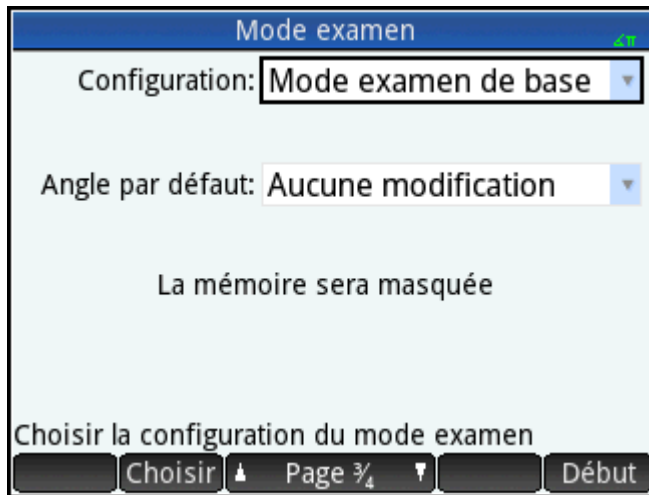 Mode examen
∡π
Configuration: Mode examen de base
Angle par défaut: Aucune modification
La mémoire sera masquée
Choisir la configuration du mode examen
Choisir Page ¾ Début